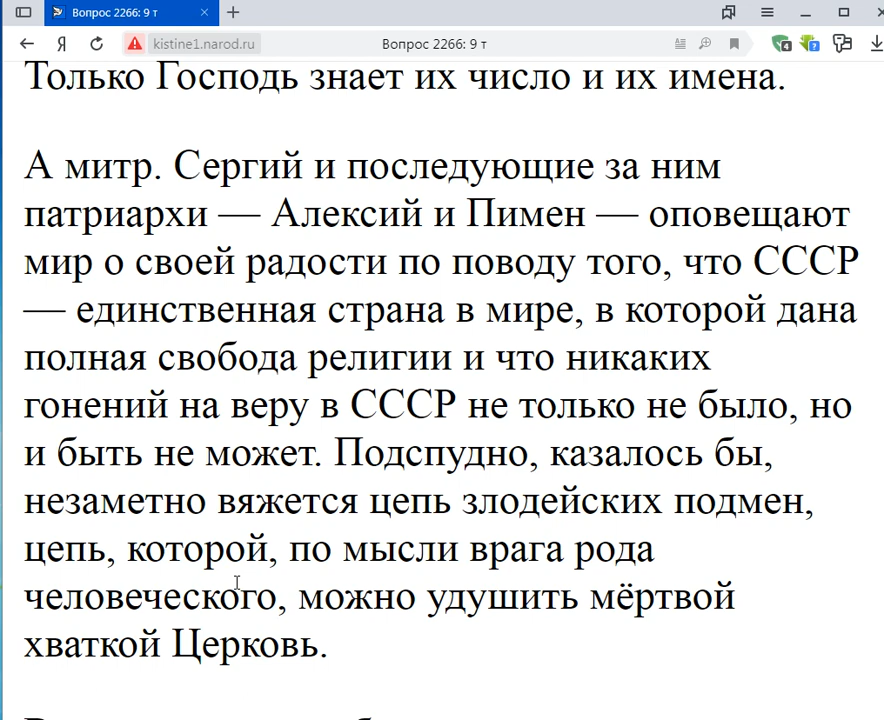 Вопрос 2266: 9 т
kistine1.narod.ru
Вопрос 2266: 9 т
Только Господь знает их число и их имена.
А митр. Сергий и последующие за ним
патриархи — Алексий и Пимен — оповещают
мир о своей радости по поводу того, что СССР
— единственная страна в мире, в которой дана
полная свобода религии и что никаких
гонений на веру в СССР не только не было, но
и быть не может. Подспудно, казалось бы,
незаметно вяжется цепь злодейских подмен,
цепь, которой, по мысли врага рода
человеческого, можно удушить мёртвой
хваткой Церковь.